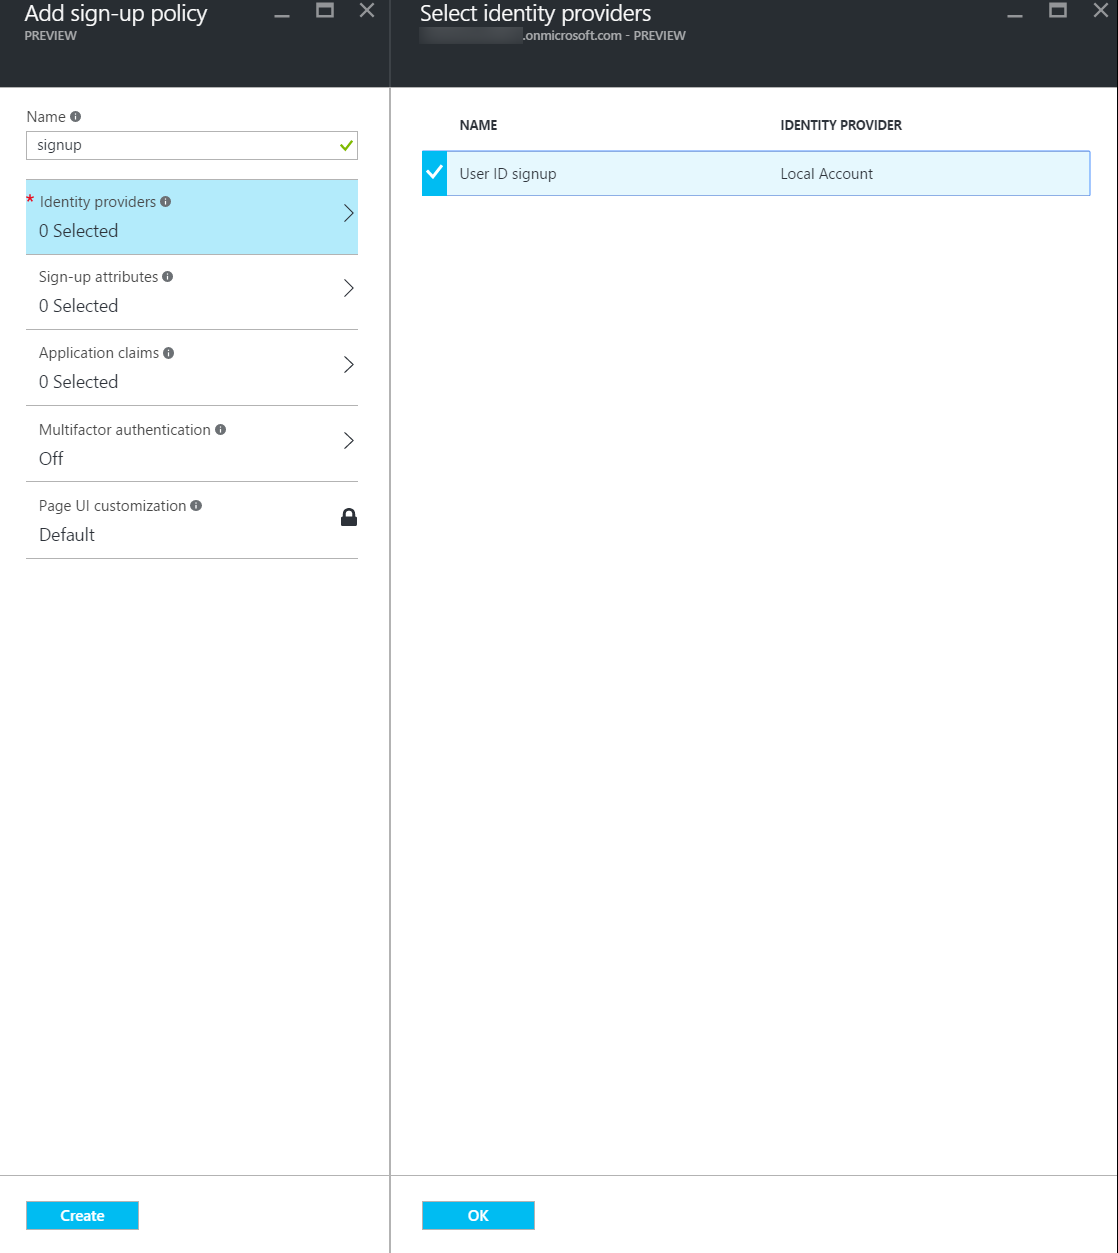 Add sign-up policy
PREVIEW
Name
signup
* Identity providers
0 Selected
Sign-up attributes
0 Selected
Application claims
0 Selected
Multifactor authentication
Off
Page UI customization
Default
Create
Select identity providers
.onmicrosoft.com - PREVIEW
NAME IDENTITY PROVIDER
User ID signup Local Account
OK